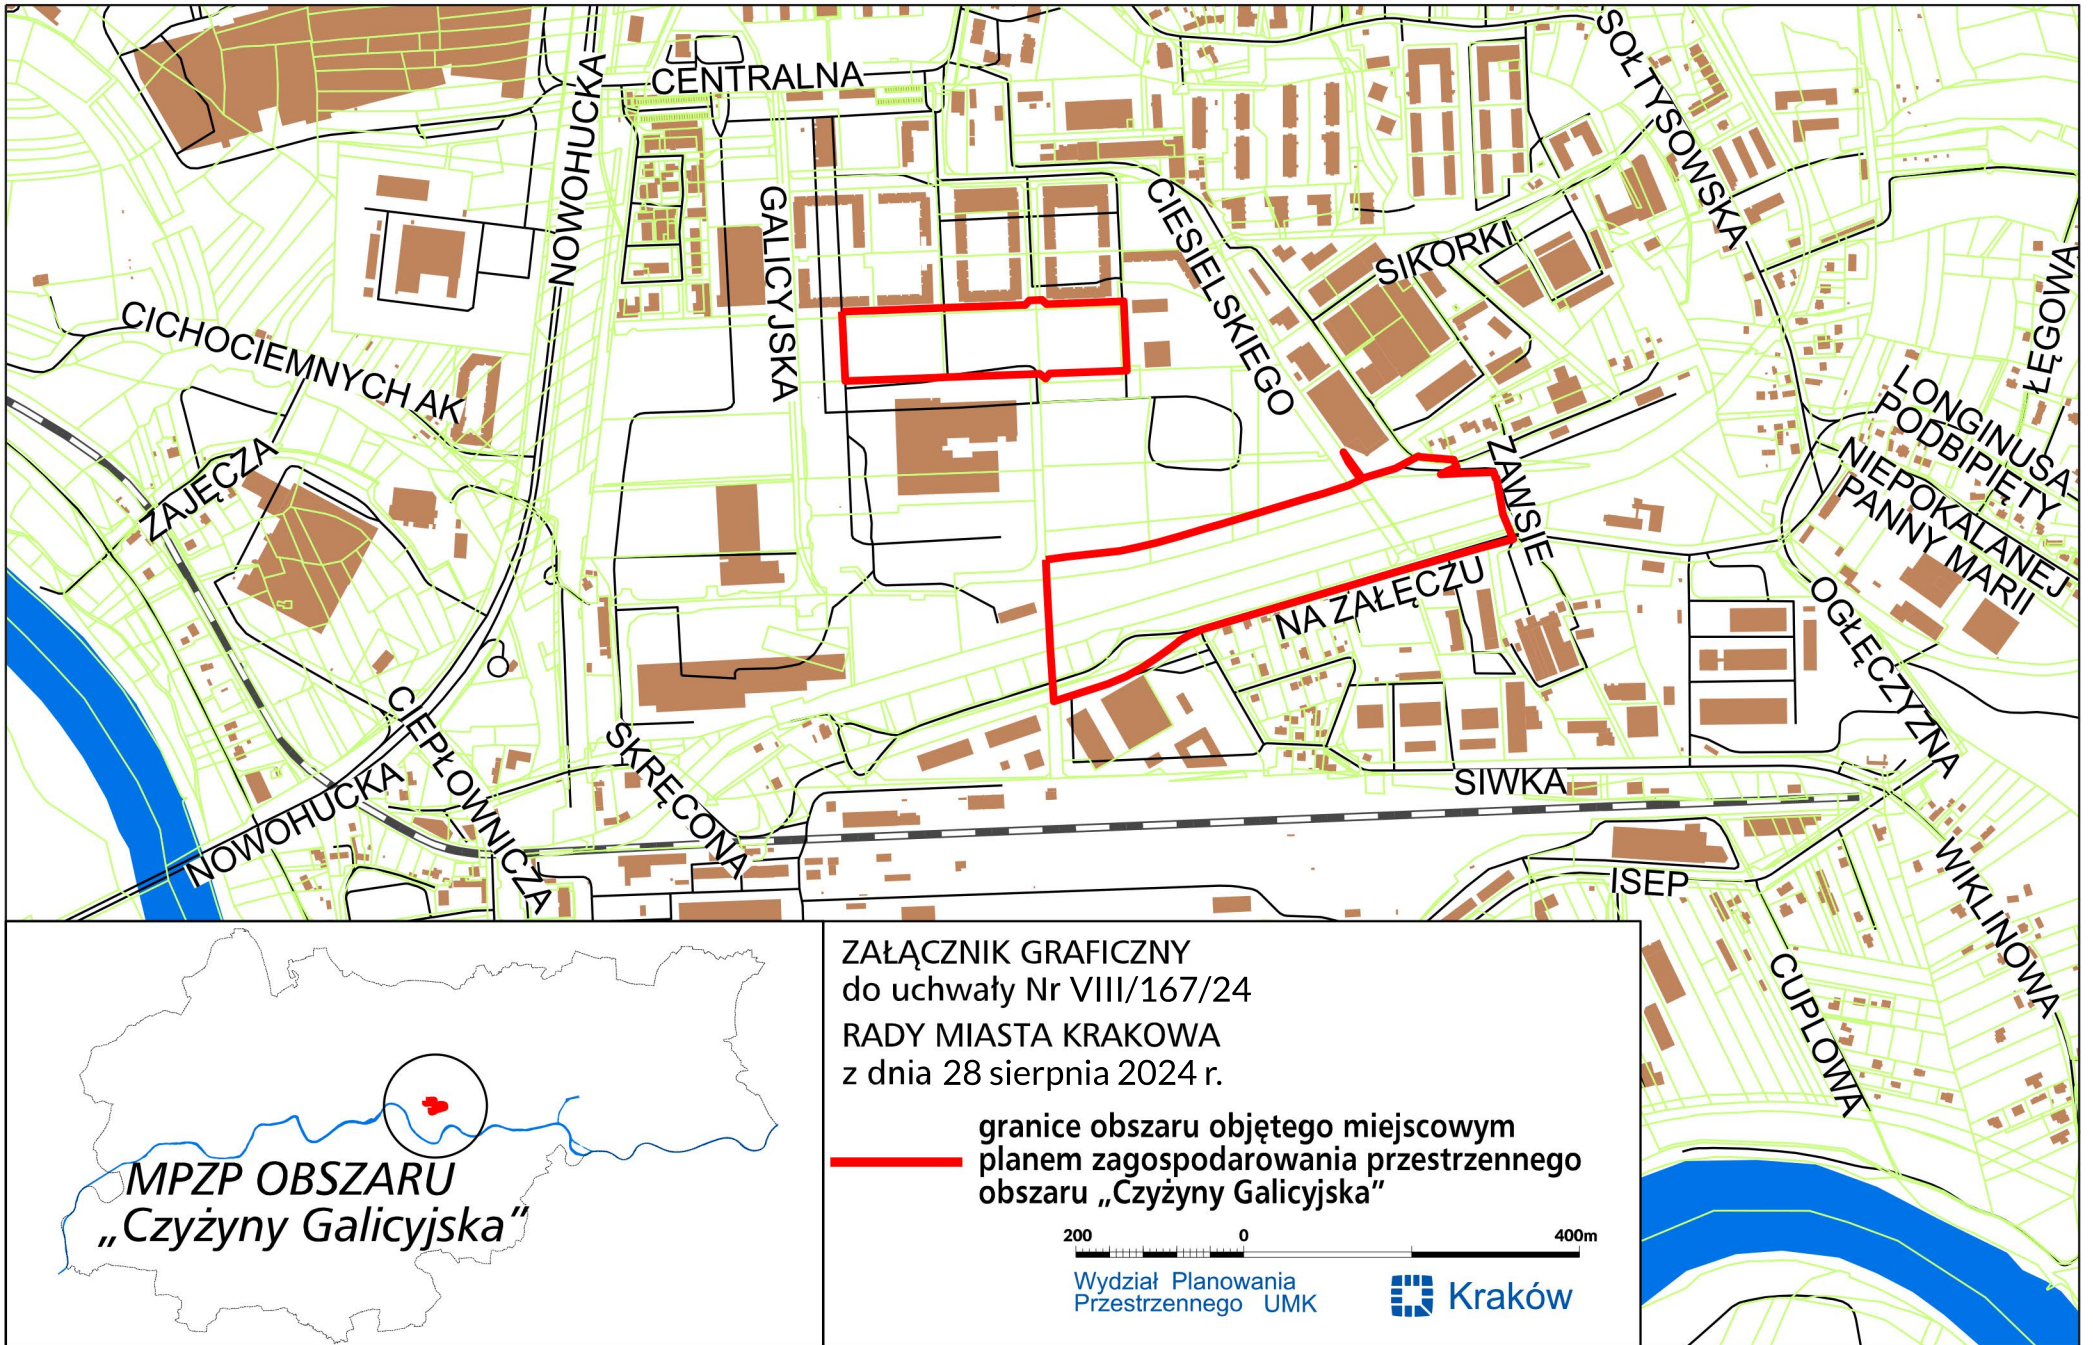 CENTRALNA
NOWOHUCKA
GALICYJSKA
CIESIELSKIEGO
SIKORKI
SOŁTYSOWSKA
ŁĘGOWA
LONGINUSA
PODBIPIĘTY
NIEPOKALANEJ
PANNY MARII
CICHOCIEMNYCH AK
ZAJĘCZA
ZAWSIE
NA ZAŁĘCZU
OGŁĘCZYZNA
CIEPŁOWNICZA
SKRĘCONA
NOWOHUCKA
SIWKA
ISEP
WIKLINOWA
CUPLOWA
MPZP OBSZARU
„Czyżyny Galicyjska”
ZAŁĄCZNIK GRAFICZNY
do uchwały Nr VIII/167/24
RADY MIASTA KRAKOWA
z dnia 28 sierpnia 2024 r.
granice obszaru objętego miejscowym
planem zagospodarowania przestrzennego
obszaru „Czyżyny Galicyjska”
200 0 400m
Wydział Planowania
Przestrzennego UMK
Kraków